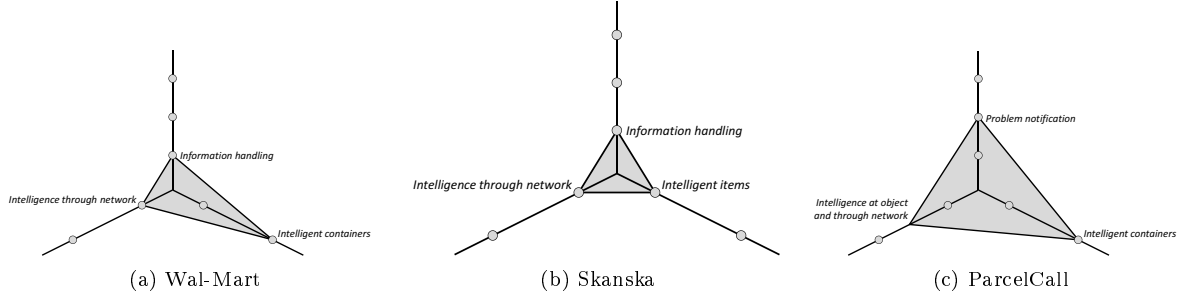 Information handling
Intelligence through network
Intelligent containers
(a) Wal-Mart
Information handling
Intelligence through network
Intelligent items
(b) Skanska
Problem notification
Intelligence at object
and through network
Intelligent containers
(c) ParcelCall